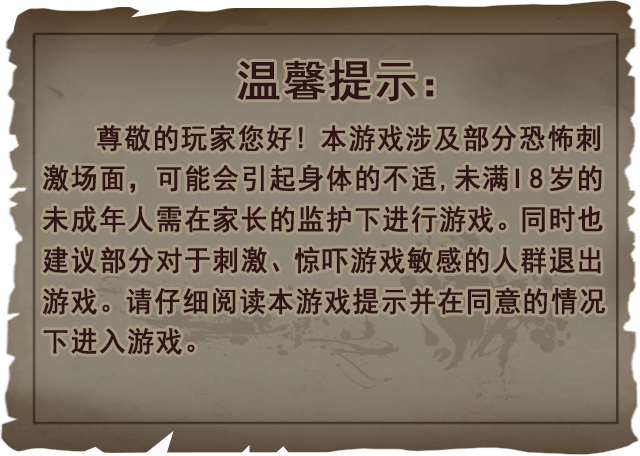 温馨提示：
尊敬的玩家您好！本游戏涉及部分恐怖刺
激场面，可能会引起身体的不适,未满18岁的
未成年人需在家长的监护下进行游戏。同时也
建议部分对于刺激、惊吓游戏敏感的人群退出
游戏。请仔细阅读本游戏提示并在同意的情况
下进入游戏。